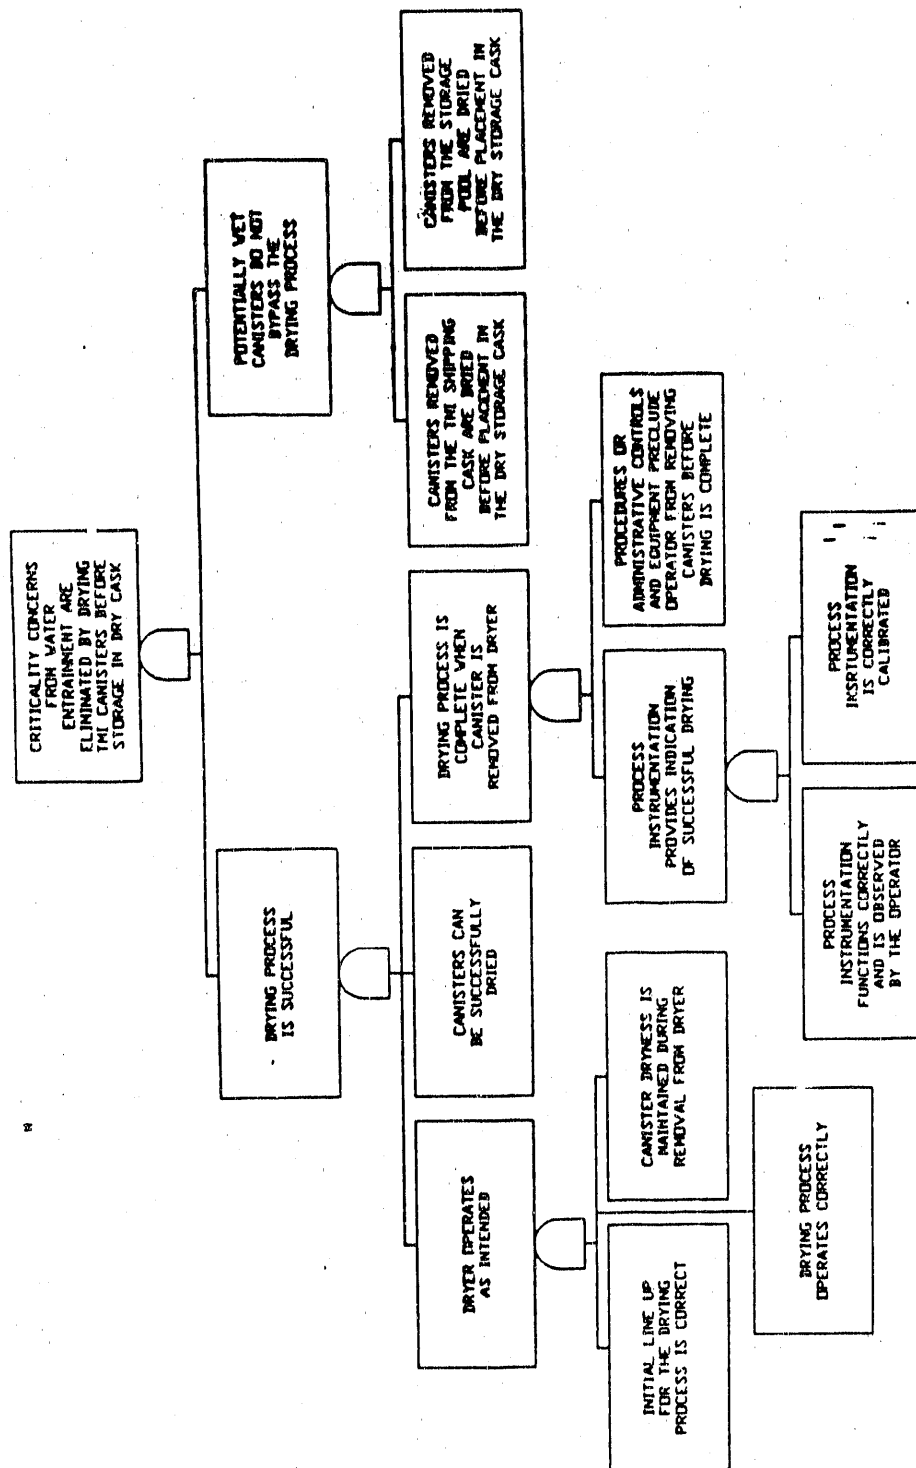 CRITICALITY CONCERNS
FROM WATER
ENTRAINMENT ARE
ELIMINATED BY DRYING
TMI CANISTERS BEFORE
STORAGE IN DRY CASK
DRYING PROCESS
IS SUCCESSFUL
POTENTIALLY WET
CANISTERS DO NOT
BYPASS THE
DRYING PROCESS
DRYER OPERATES
AS INTENDED
CANISTERS CAN
BE SUCCESSFULLY
DRIED
DRYING PROCESS IS
COMPLETE WHEN
CANISTER IS
REMOVED FROM DRYER
CANISTERS REMOVED
FROM THE TMI SHIPPING
CASK ARE DRIED
BEFORE PLACEMENT IN
THE DRY STORAGE CASK
CANISTERS REMOVED
FROM THE STORAGE
POOL ARE DRIED
BEFORE PLACEMENT IN
THE DRY STORAGE CASK
INITIAL LINE UP
FOR THE DRYING
PROCESS IS CORRECT
CANISTER DRYNESS IS
MAINTAINED DURING
REMOVAL FROM DRYER
PROCESS
INSTRUMENTATION
PROVIDES INDICATION
OF SUCCESSFUL DRYING
PROCEDURES OR
ADMINISTRATIVE CONTROLS
AND EQUIPMENT PRECLUDE
OPERATOR FROM REMOVING
CANISTERS BEFORE
DRYING IS COMPLETE
DRYING PROCESS
OPERATES CORRECTLY
PROCESS
INSTRUMENTATION
FUNCTIONS CORRECTLY
AND IS OBSERVED
BY THE OPERATOR
PROCESS
INSRTUMENTATION
IS CORRECTLY
CALIBRATED